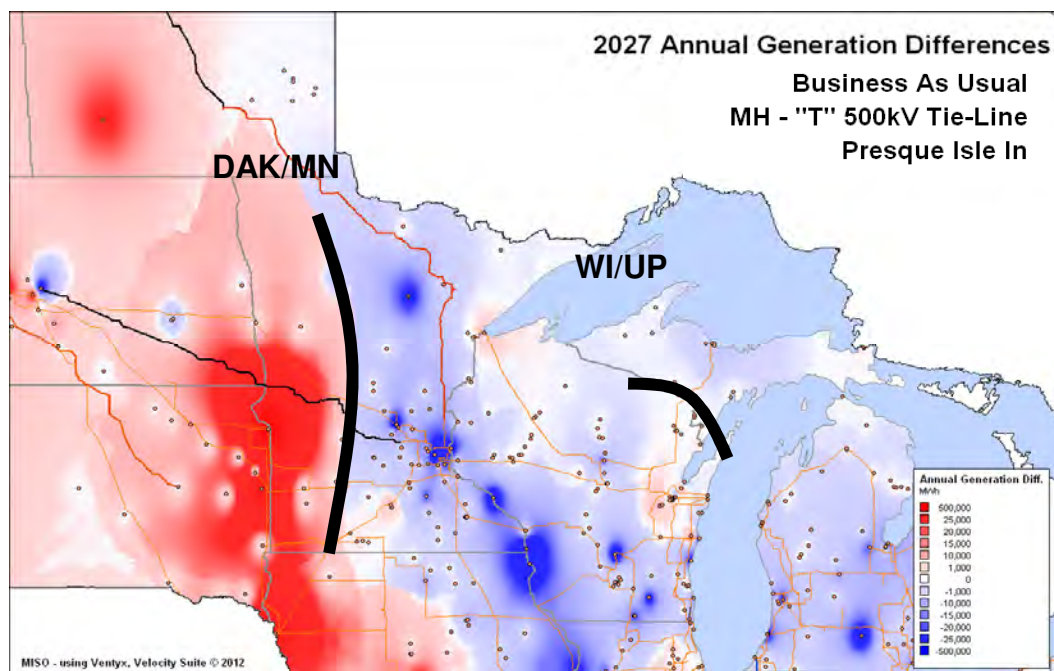 2027 Annual Generation Differences
Business As Usual
MH - "T" 500kV Tie-Line
Presque Isle In
DAK/MN
WI/UP
Annual Generation Diff.
MWh
500,000
25,000
20,000
15,000
10,000
1,000
0
-1,000
-10,000
-15,000
-20,000
-25,000
-500,000
MISO - using Ventyx, Velocity Suite © 2012